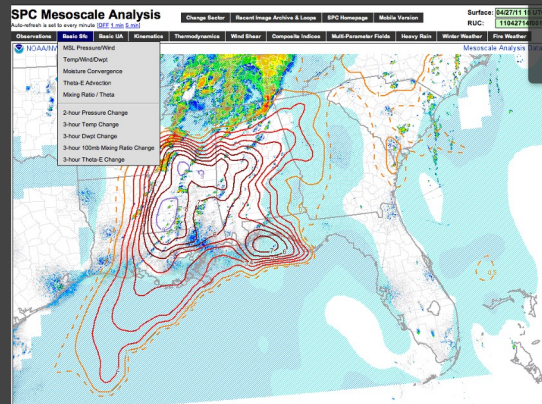 SPC Mesoscale Analysis
Auto-refresh is set to every minute [OFF 1 min 5 min]
Change Sector Recent Image Archive & Loops SPC Homepage Mobile Version
Surface: 04/27/11
RUC:
Observations Basic Sfc Basic UA Kinematics Thermodynamics Wind Shear Composite Indices Multi-Parameter Fields Heavy Rain Winter Weather Fire Weather
Mesoscale Analysis
MSL Pressure/Wind
Temp/Wind/Dwpt
Moisture Convergence
Theta-E Advection
Mixing Ratio / Theta
2-hour Pressure Change
3-hour Temp Change
3-hour Dwpt Change
3-hour 100mb Mixing Ratio Change
3-hour Theta-E Change